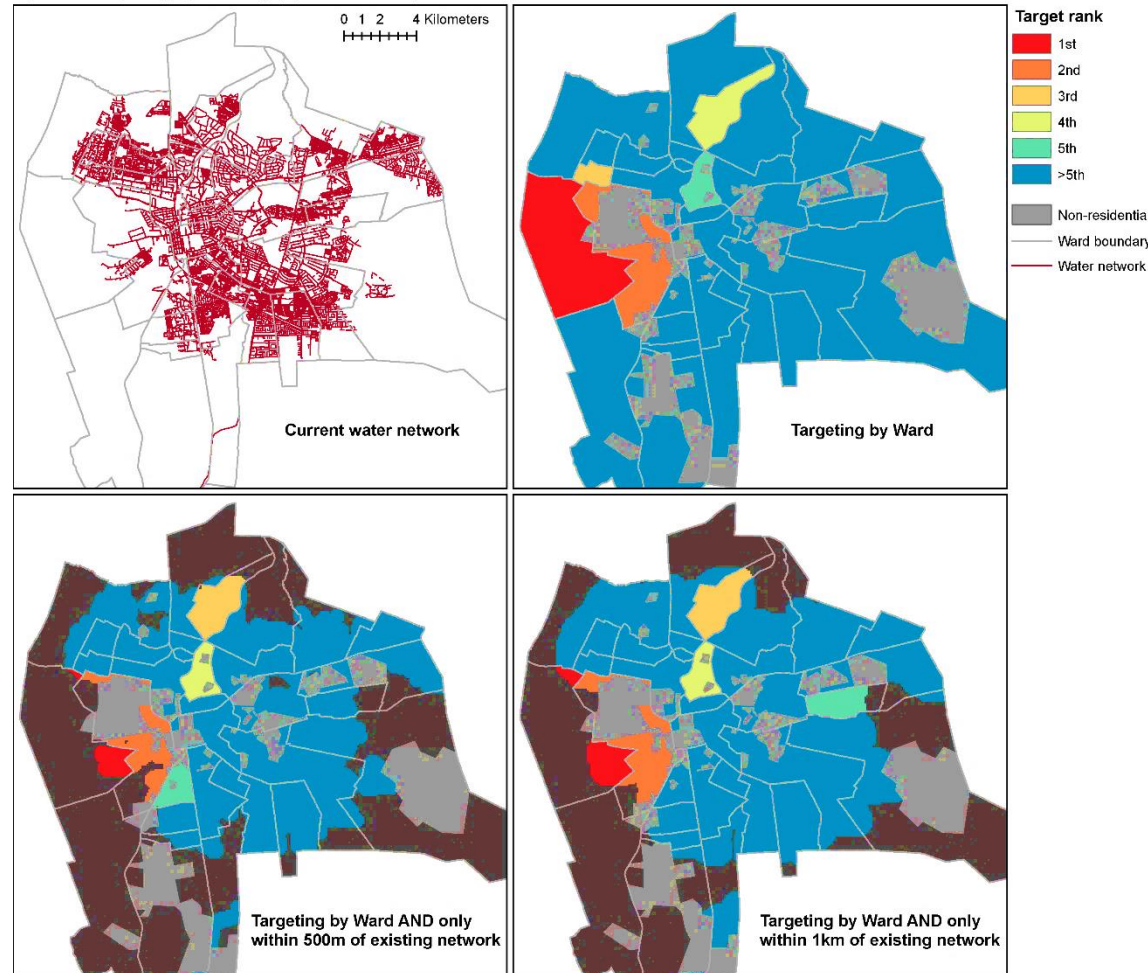 0 1 2 4 Kilometers
Current water network
Targeting by Ward
Target rank
1st
2nd
3rd
4th
5th
>5th
Non-residential
Ward boundary
Water network
Targeting by Ward AND only
within 500m of existing network
Targeting by Ward AND only
within 1km of existing network